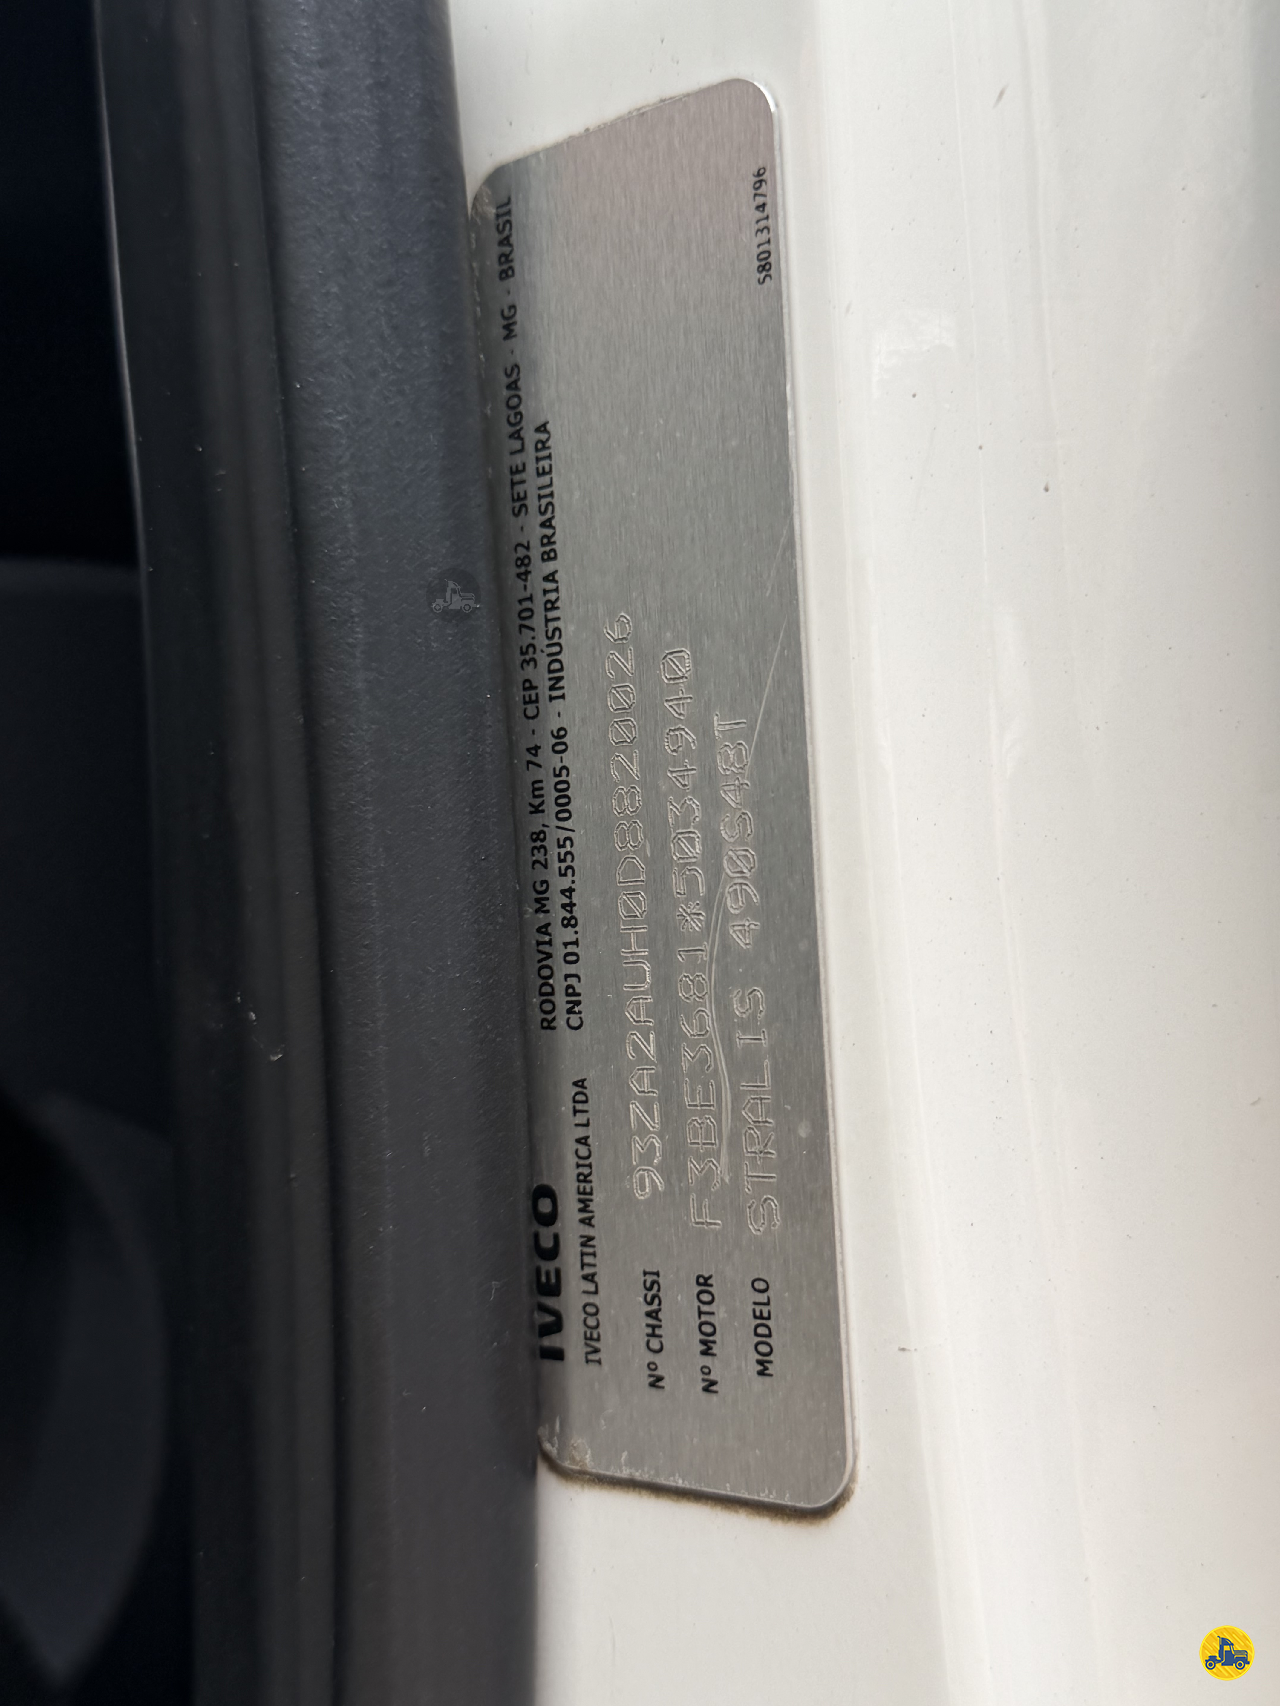 IVECO
IVECO LATIN AMERICA LTDA
RODOVIA MG 238, Km 74 - CEP 35.701-482 - SETE LAGOAS - MG - BRASIL
CNPJ 01.844.555/0005-06 - INDÚSTRIA BRASILEIRA
Nº CHASSI 93ZA2AUH0D8820026
Nº MOTOR F3BE3681*5034940
MODELO STRALIS 490S48T
5801314796